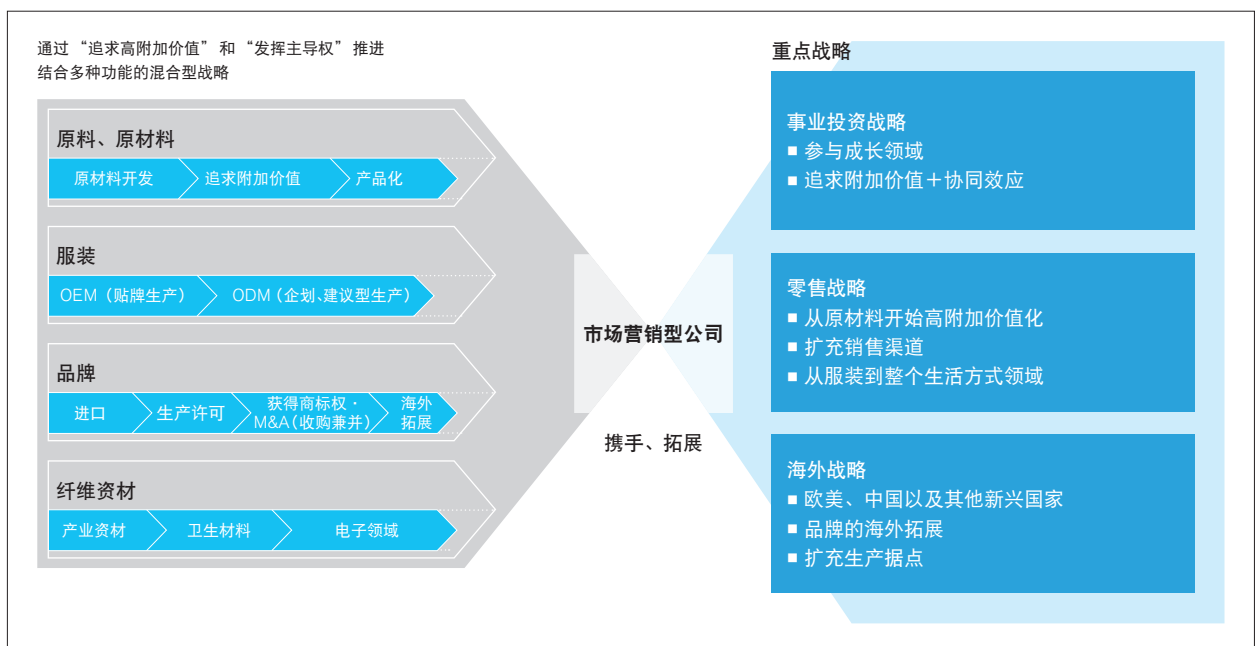 通过“追求高附加价值”和“发挥主导权”推进
结合多种功能的混合型战略
原料、原材料
原材料开发
追求附加价值
产品化
服装
OEM（贴牌生产）
ODM（企划、建议型生产）
品牌
进口
生产许可
获得商标权·
M&A（收购兼并）
海外
拓展
纤维资材
产业资材
卫生材料
电子领域
市场营销型公司
携手、拓展
重点战略
事业投资战略
■ 参与成长领域
■ 追求附加价值＋协同效应
零售战略
■ 从原材料开始高附加价值化
■ 扩充销售渠道
■ 从服装到整个生活方式领域
海外战略
■ 欧美、中国以及其他新兴国家
■ 品牌的海外拓展
■ 扩充生产据点